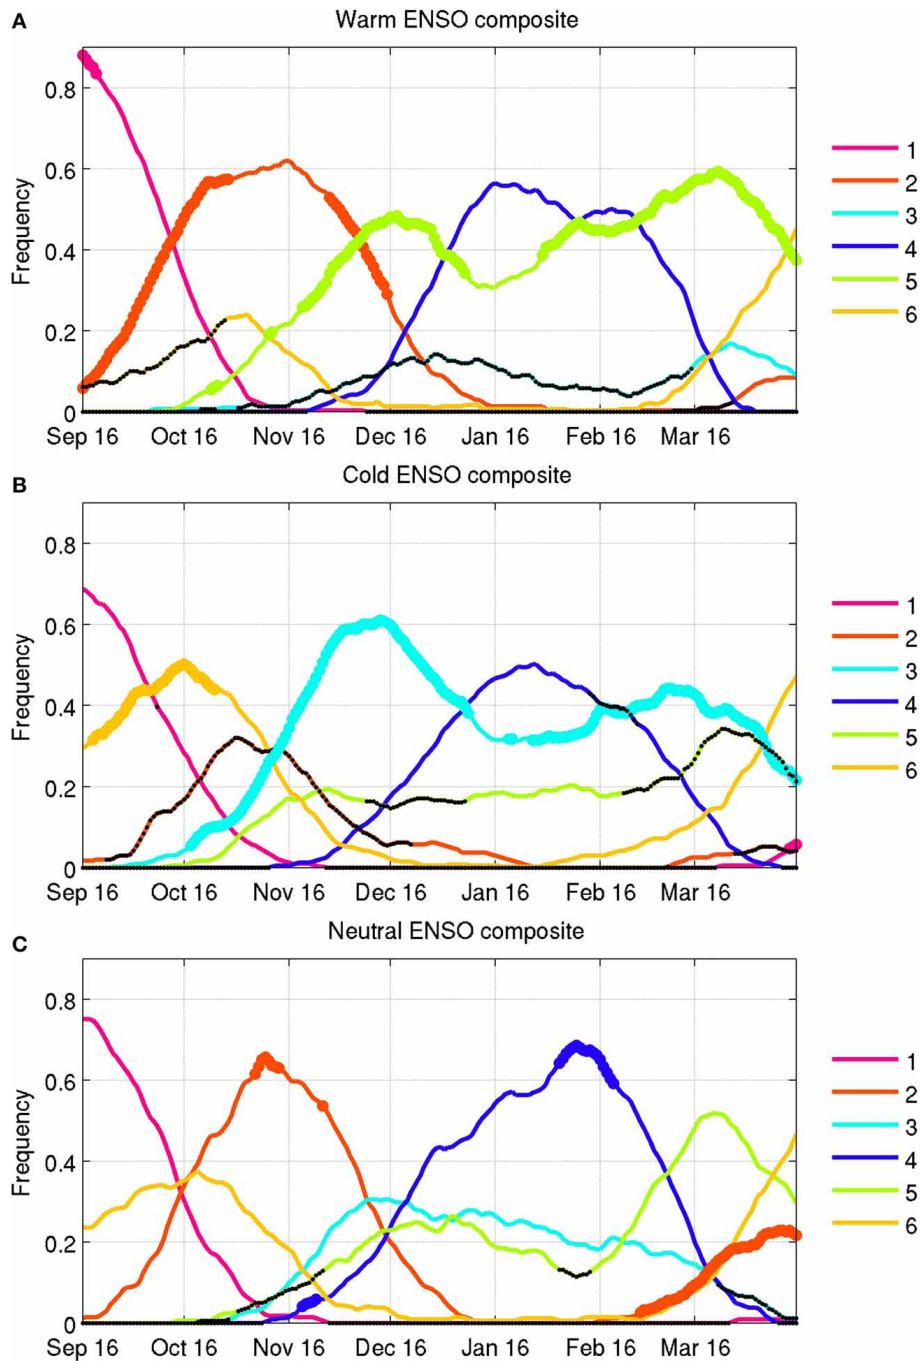 A
Warm ENSO composite
Frequency
0.8
0.6
0.4
0.2
0
Sep 16 Oct 16 Nov 16 Dec 16 Jan 16 Feb 16 Mar 16
1
2
3
4
5
6
B
Cold ENSO composite
Frequency
0.8
0.6
0.4
0.2
0
Sep 16 Oct 16 Nov 16 Dec 16 Jan 16 Feb 16 Mar 16
1
2
3
4
5
6
C
Neutral ENSO composite
Frequency
0.8
0.6
0.4
0.2
0
Sep 16 Oct 16 Nov 16 Dec 16 Jan 16 Feb 16 Mar 16
1
2
3
4
5
6